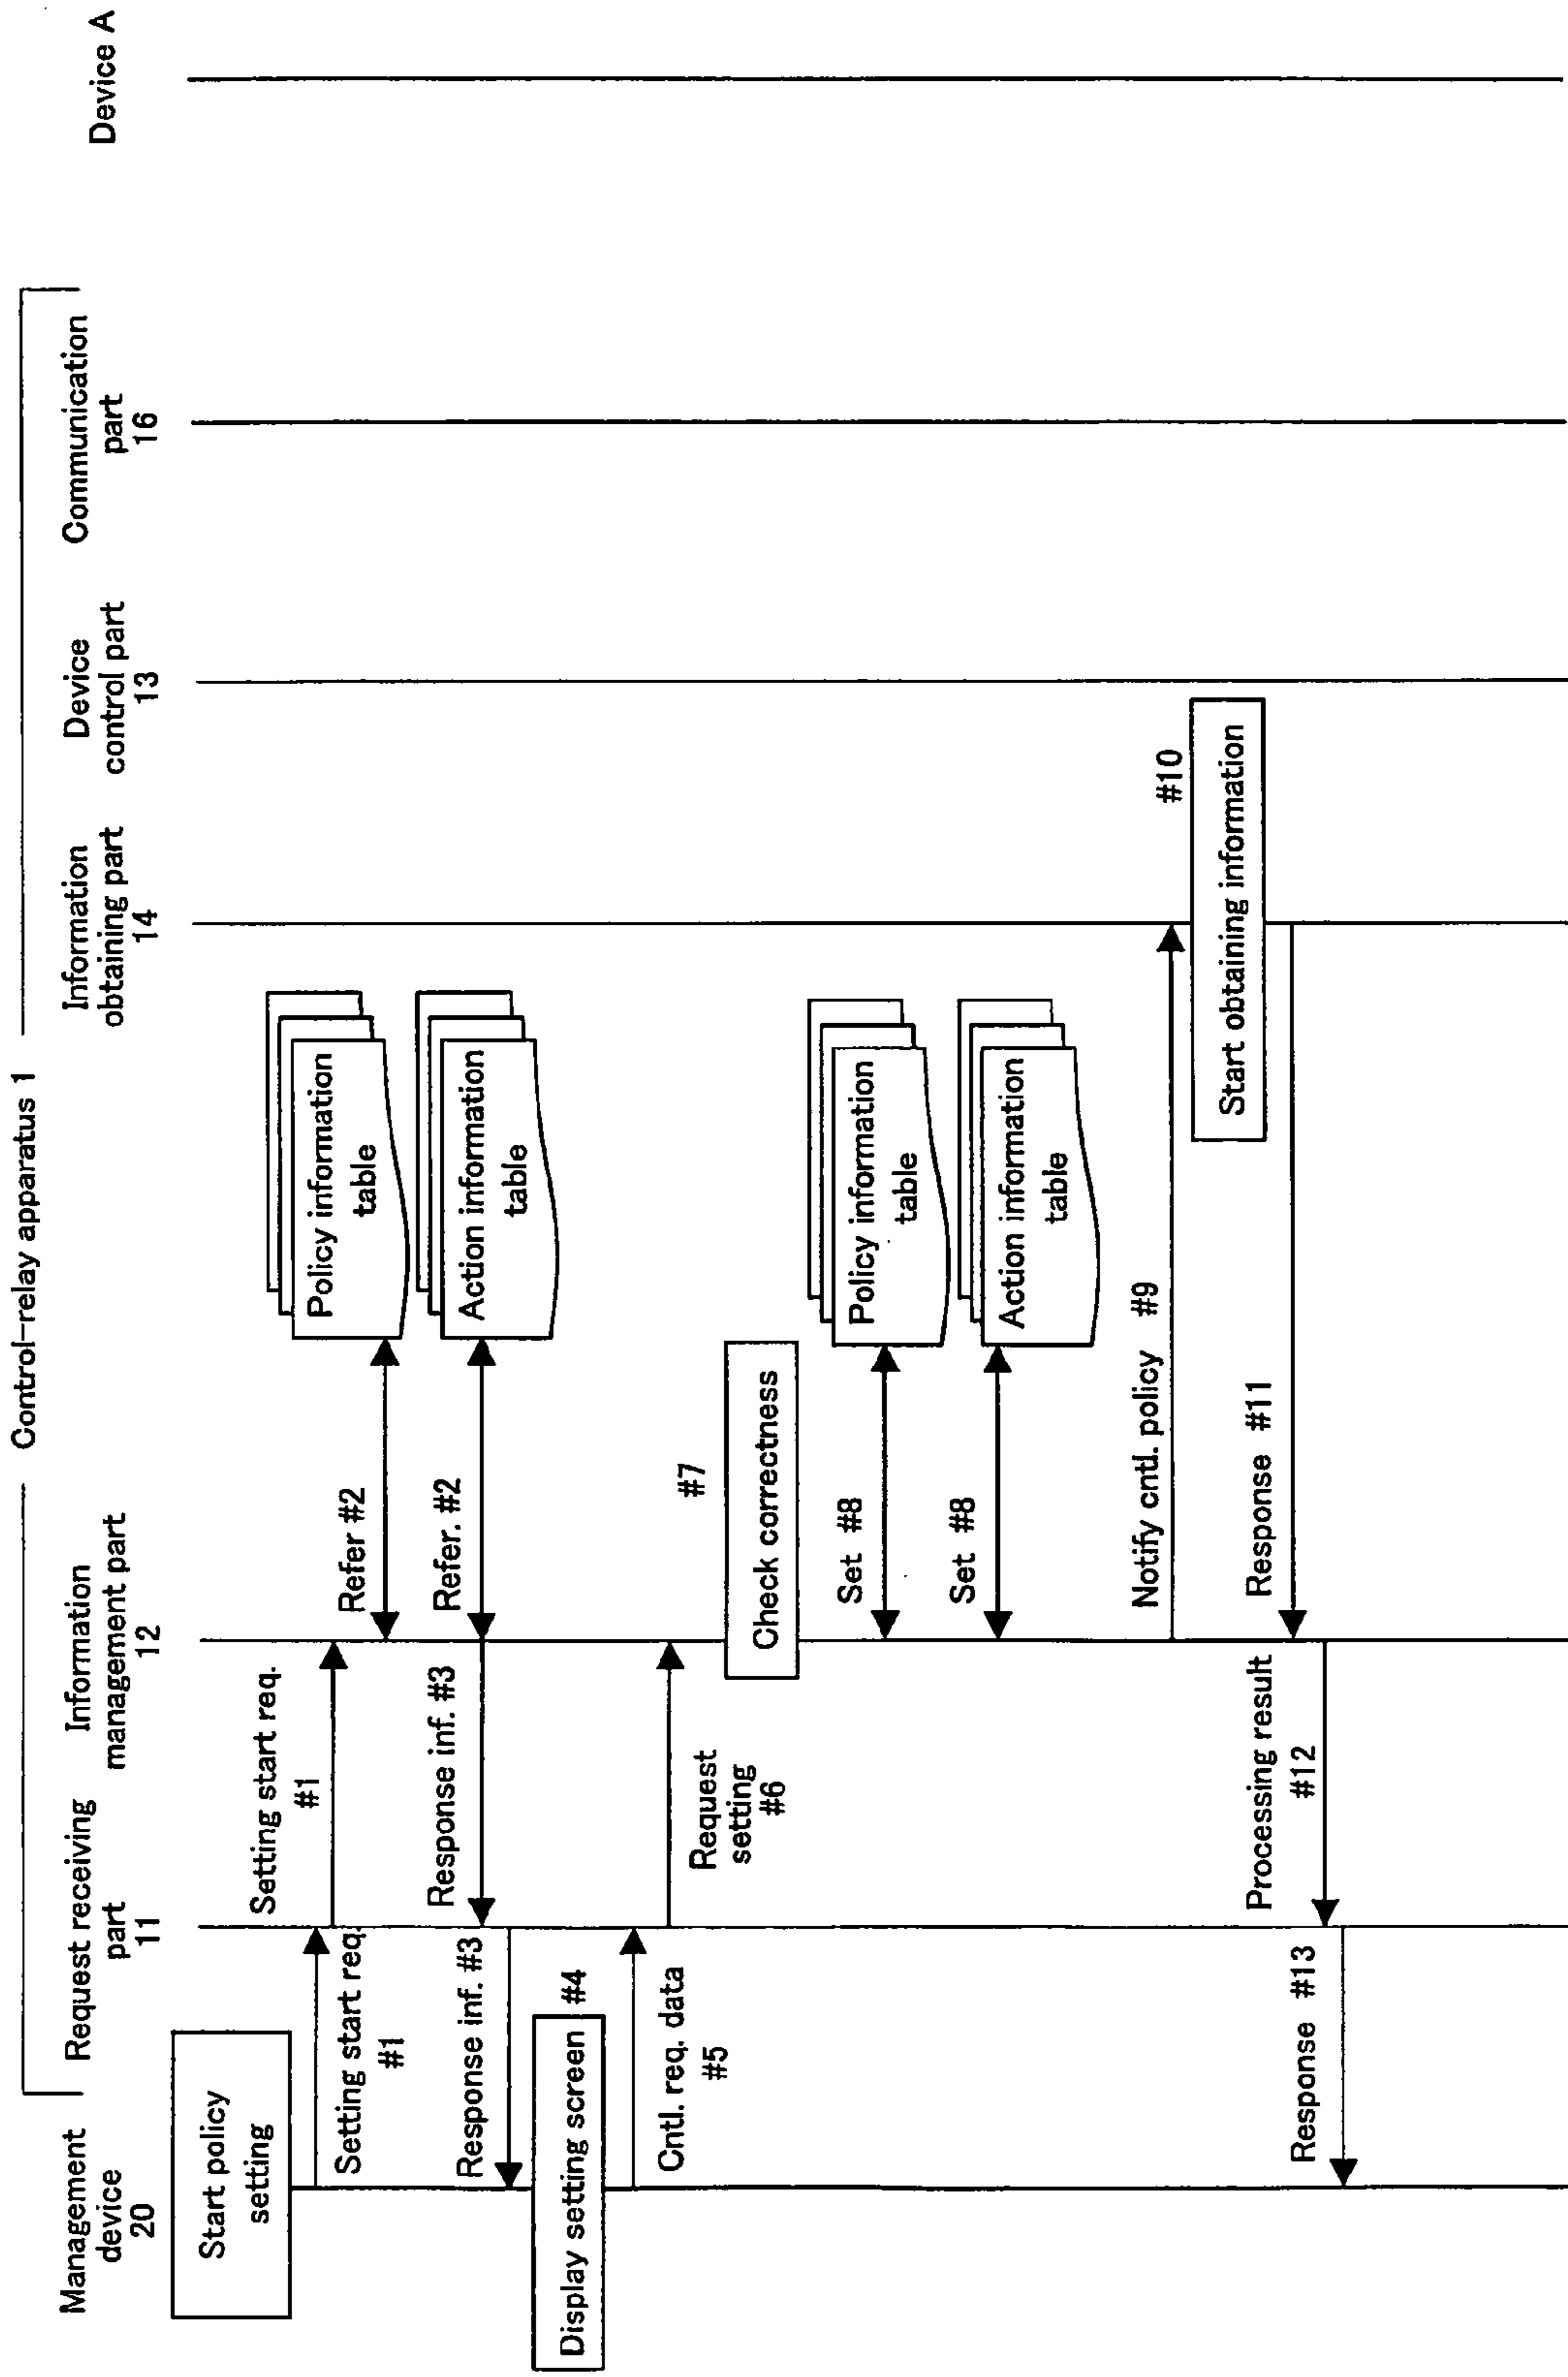 Control-relay apparatus 1
Management
device
20
Request receiving
part
11
Information
management part
12
Information
obtaining part
14
Device
control part
13
Communication
part
16
Device A
Start policy
setting
Setting start req.
#1
Setting start req.
#1
Refer #2
Policy information
table
Refer. #2
Action information
table
Response inf. #3
Response inf. #3
Display setting screen
#4
Cntl. req. data
#5
Request
setting
#6
#7
Check correctness
Set #8
Policy information
table
Set #8
Action information
table
Notify cntl. policy #9
#10
Start obtaining information
Response #11
Processing result
#12
Response #13